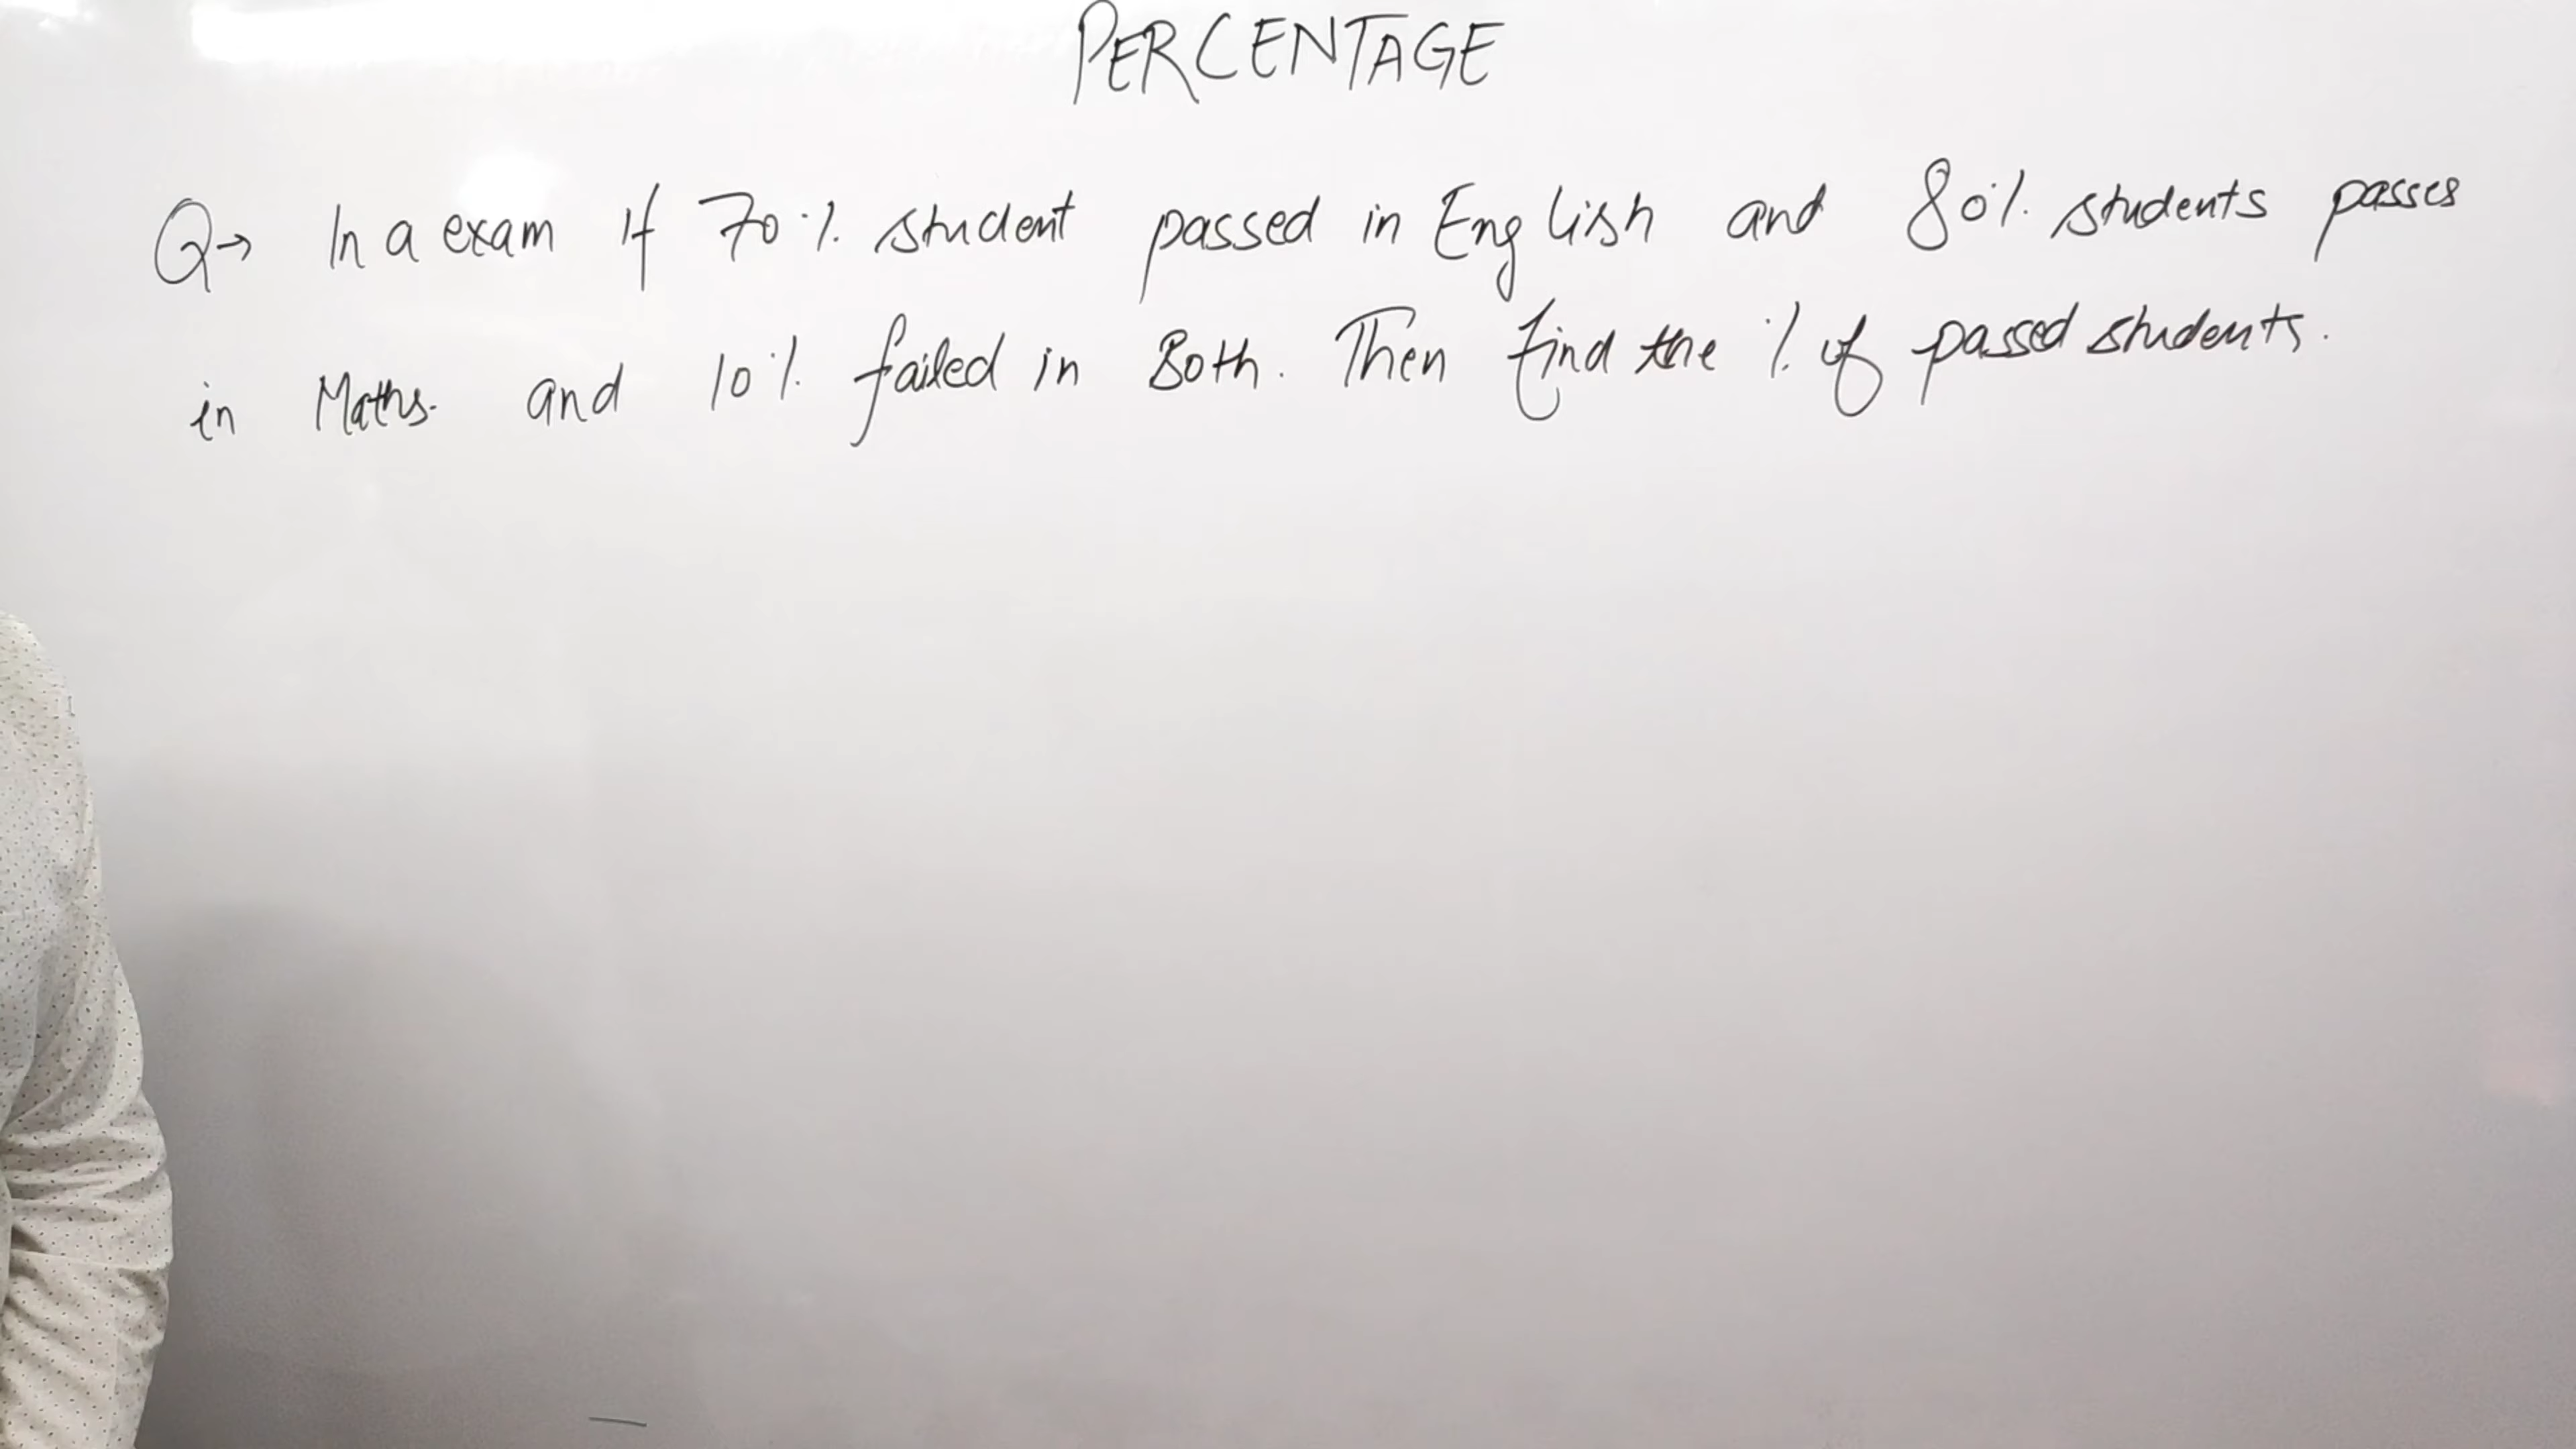 PERCENTAGE
Q→ In a exam if 70% student passed in English and 80% students passes
in Maths. and 10% failed in Both. Then find the % of passed students.